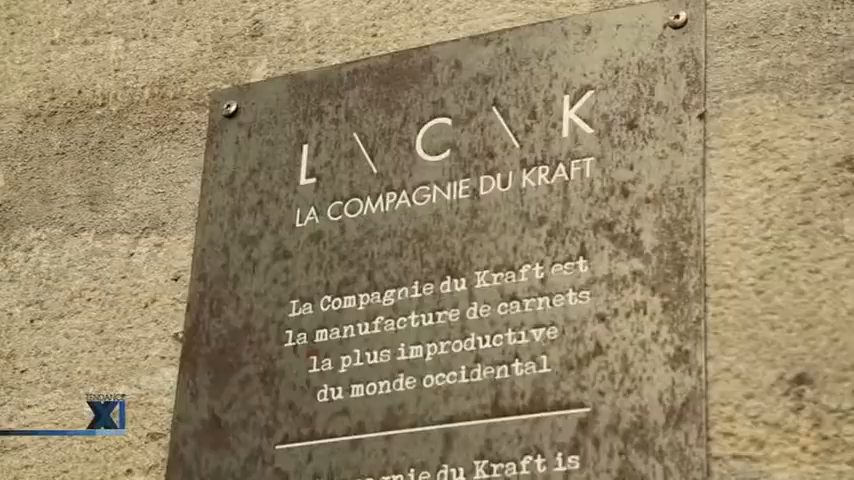 L \ C \ K
LA COMPAGNIE DU KRAFT
La Compagnie du Kraft est
la manufacture de carnets
la plus improductive
du monde occidental
du Kraft is
TENDANCE
XI